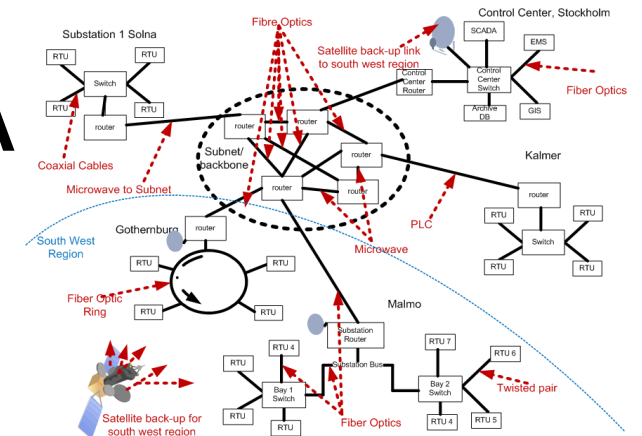 Control Center, Stockholm
Fibre Optics
Substation 1 Solna
Satellite back-up link
to south west region
SCADA
EMS
RTU
RTU
Switch
Control
Center
Router
Control
Center
Switch
Fiber Optics
RTU
RTU
Archive
DB
GIS
router
router
router
Coaxial Cables
Subnet/
backbone
router
Kalmer
Microwave to Subnet
router
router
router
PLC
RTU
RTU
Gothernburg
router
South West
Region
Microwave
Switch
RTU
RTU
RTU
RTU
Fiber Optic
Ring
RTU
RTU
Malmo
Substation
Router
RTU 4
RTU 7
RTU 6
RTU
Substation Bus
Bay 1
Switch
Bay 2
Switch
Twisted pair
RTU
RTU
RTU 4
RTU 5
Fiber Optics
Satellite back-up for
south west region